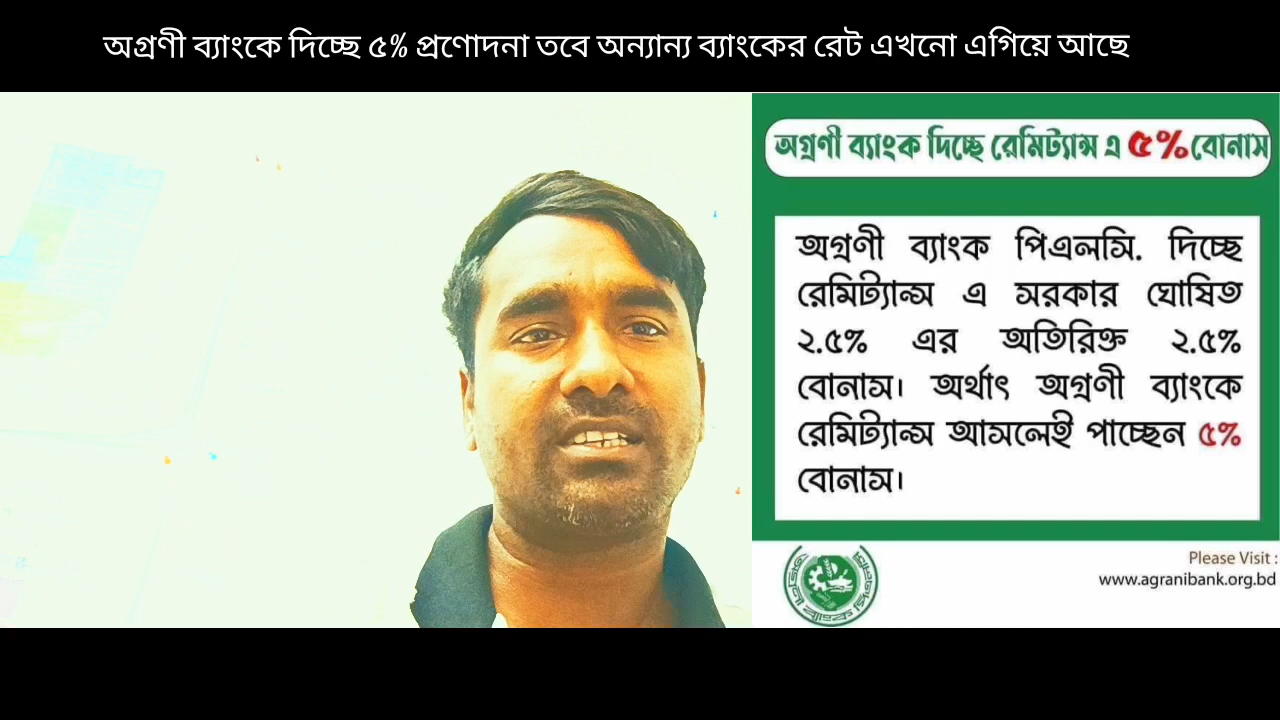 অগ্রণী ব্যাংকে দিচ্ছে ৫% প্রণোদনা তবে অন্যান্য ব্যাংকের রেট এখনো এগিয়ে আছে
অগ্রণী ব্যাংক দিচ্ছে রেমিট্যান্স এ ৫% বোনাস
অগ্রণী ব্যাংক পিএলসি. দিচ্ছে
রেমিট্যান্স এ সরকার ঘোষিত
২.৫% এর অতিরিক্ত ২.৫%
বোনাস। অর্থাৎ অগ্রণী ব্যাংকে
রেমিট্যান্স আসলেই পাচ্ছেন ৫%
বোনাস।
Please Visit :
www.agranibank.org.bd